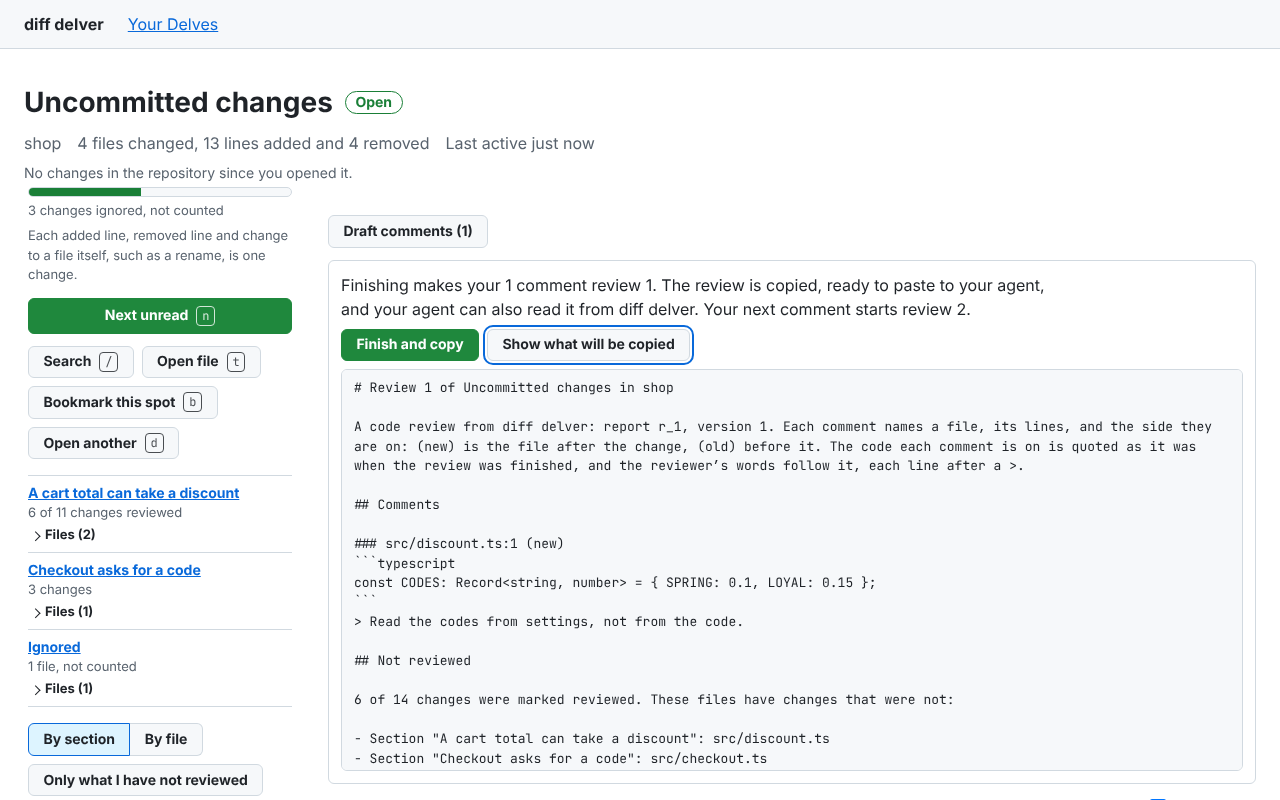 diff delver Your Delves
Uncommitted changes Open
shop 4 files changed, 13 lines added and 4 removed Last active just now
No changes in the repository since you opened it.
3 changes ignored, not counted
Each added line, removed line and change
to a file itself, such as a rename, is one
change.
Next unread n
Search / Open file t
Bookmark this spot b
Open another d
A cart total can take a discount
6 of 11 changes reviewed
Files (2)
Checkout asks for a code
3 changes
Files (1)
Ignored
1 file, not counted
Files (1)
By section By file
Only what I have not reviewed
Draft comments (1)
Finishing makes your 1 comment review 1. The review is copied, ready to paste to your agent,
and your agent can also read it from diff delver. Your next comment starts review 2.
Finish and copy Show what will be copied
# Review 1 of Uncommitted changes in shop
A code review from diff delver: report r_1, version 1. Each comment names a file, its lines, and the side they
are on: (new) is the file after the change, (old) before it. The code each comment is on is quoted as it was
when the review was finished, and the reviewer’s words follow it, each line after a >.
## Comments
### src/discount.ts:1 (new)
```typescript
const CODES: Record<string, number> = { SPRING: 0.1, LOYAL: 0.15 };
```
> Read the codes from settings, not from the code.
## Not reviewed
6 of 14 changes were marked reviewed. These files have changes that were not:
- Section "A cart total can take a discount": src/discount.ts
- Section "Checkout asks for a code": src/checkout.ts